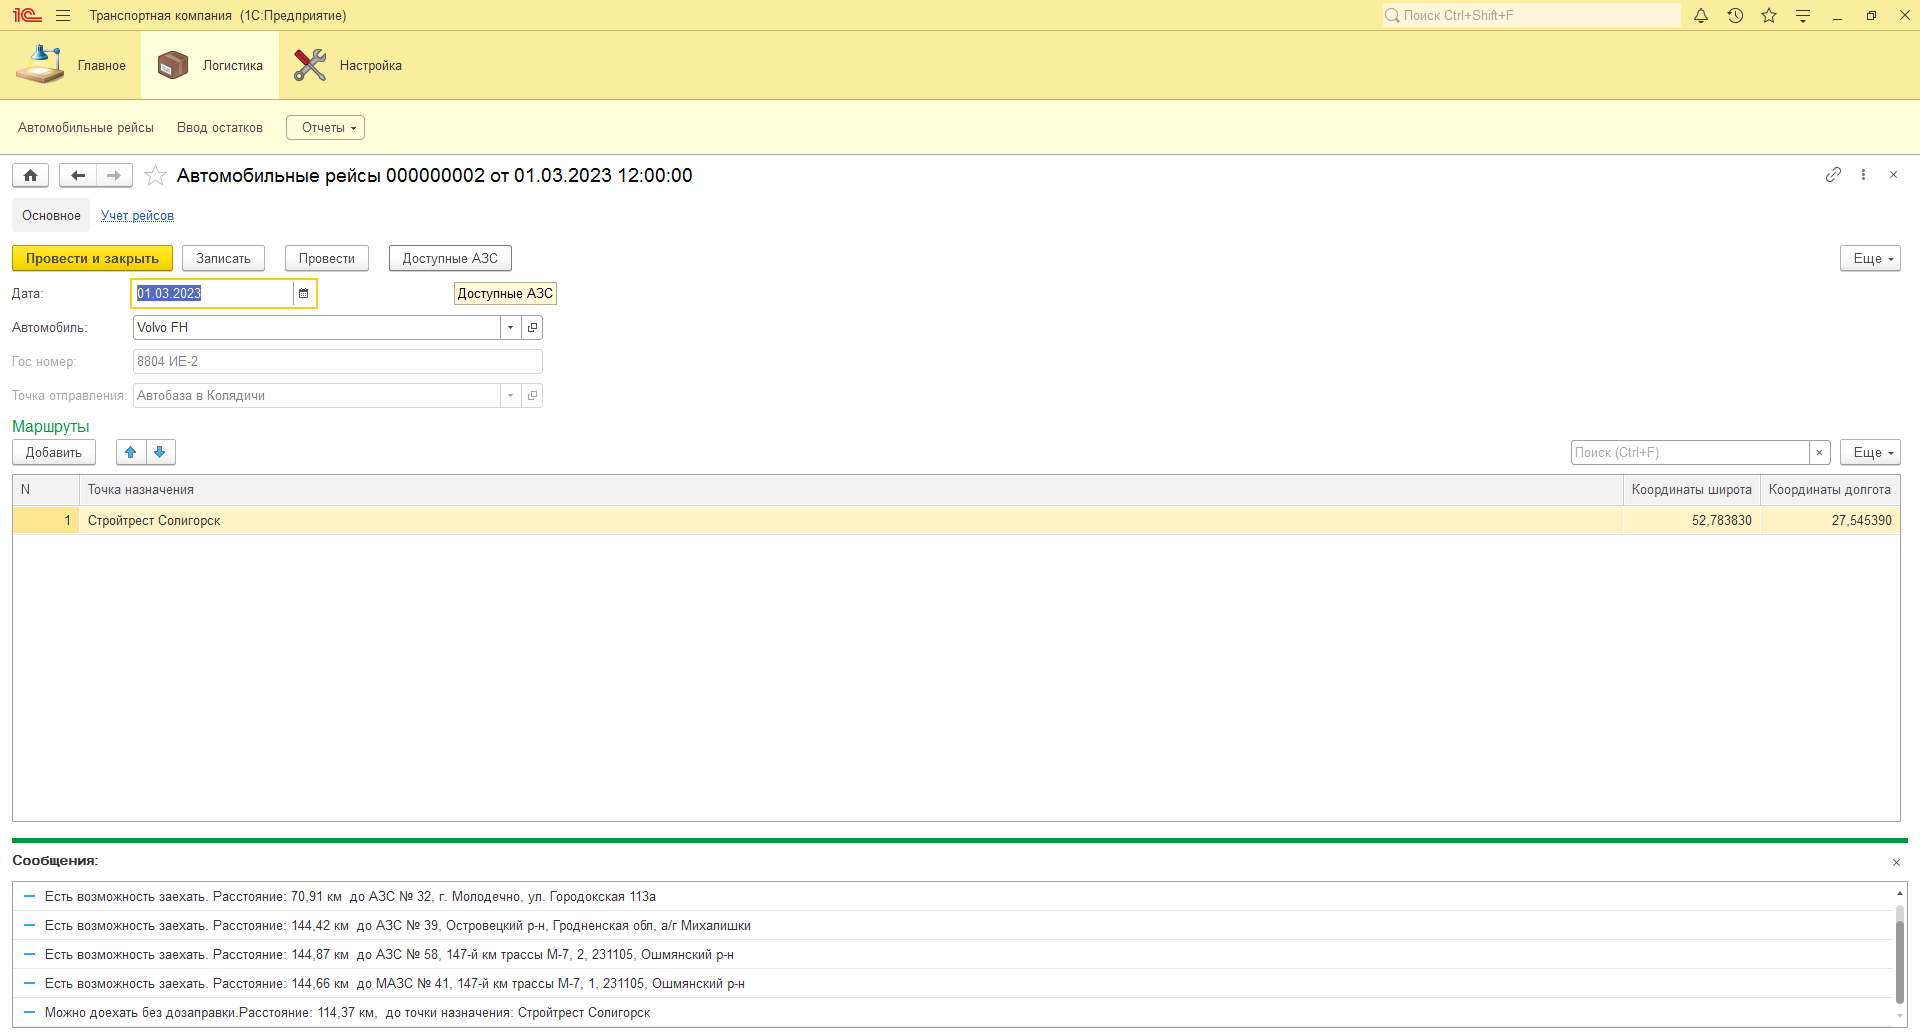 1С Транспортная компания (1С:Предприятие) Поиск Ctrl+Shift+F
Главное Логистика Настройка
Автомобильные рейсы Ввод остатков Отчеты
Автомобильные рейсы 000000002 от 01.03.2023 12:00:00
Основное Учет рейсов
Провести и закрыть Записать Провести Доступные АЗС Еще
Дата: 01.03.2023 Доступные АЗС
Автомобиль: Volvo FH
Гос номер: 8804 ИЕ-2
Точка отправления: Автобаза в Колядичи
Маршруты
Добавить Поиск (Ctrl+F) × Еще
N Точка назначения Координаты широта Координаты долгота
1 Стройтрест Солигорск 52,783830 27,545390
Сообщения:
Есть возможность заехать. Расстояние: 70,91 км до АЗС № 32, г. Молодечно, ул. Городокская 113а
Есть возможность заехать. Расстояние: 144,42 км до АЗС № 39, Островецкий р-н, Гродненская обл, а/г Михалишки
Есть возможность заехать. Расстояние: 144,87 км до АЗС № 58, 147-й км трассы М-7, 2, 231105, Ошмянский р-н
Есть возможность заехать. Расстояние: 144,66 км до МАЗС № 41, 147-й км трассы М-7, 1, 231105, Ошмянский р-н
Можно доехать без дозаправки.Расстояние: 114,37 км, до точки назначения: Стройтрест Солигорск